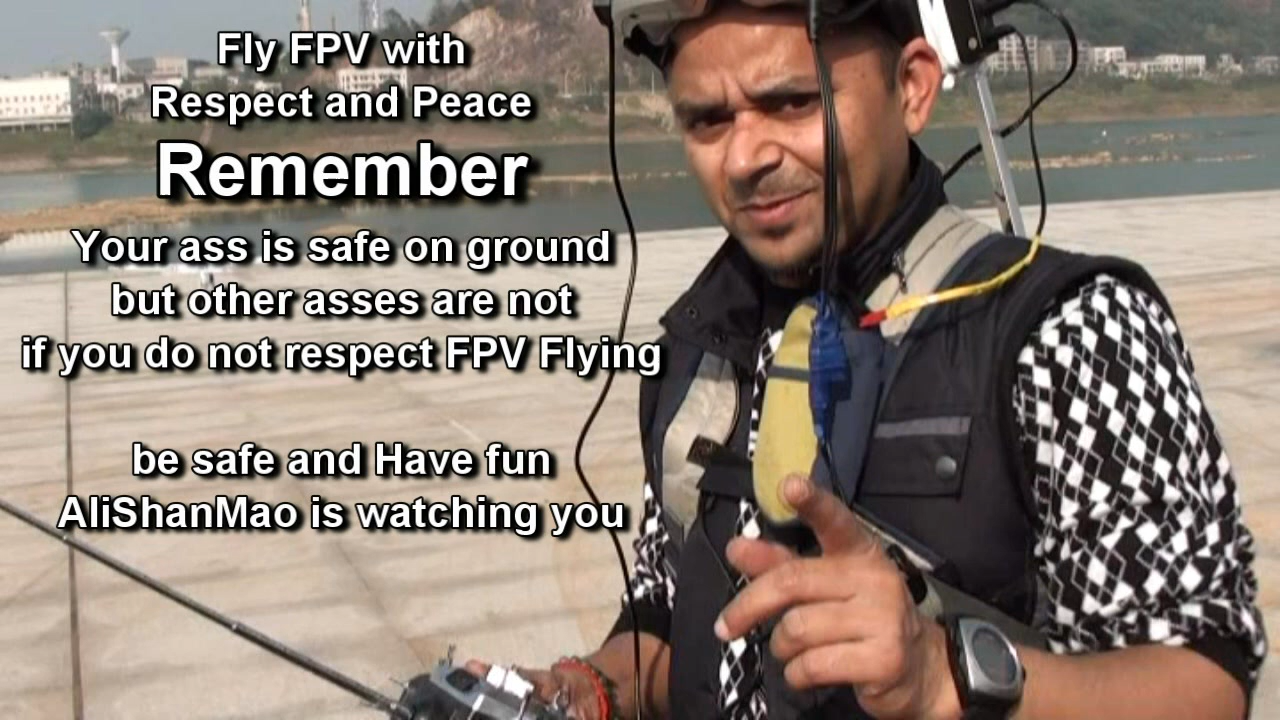 Fly FPV with
Respect and Peace
Remember
Your ass is safe on ground
but other asses are not
if you do not respect FPV Flying
be safe and Have fun
AliShanMao is watching you